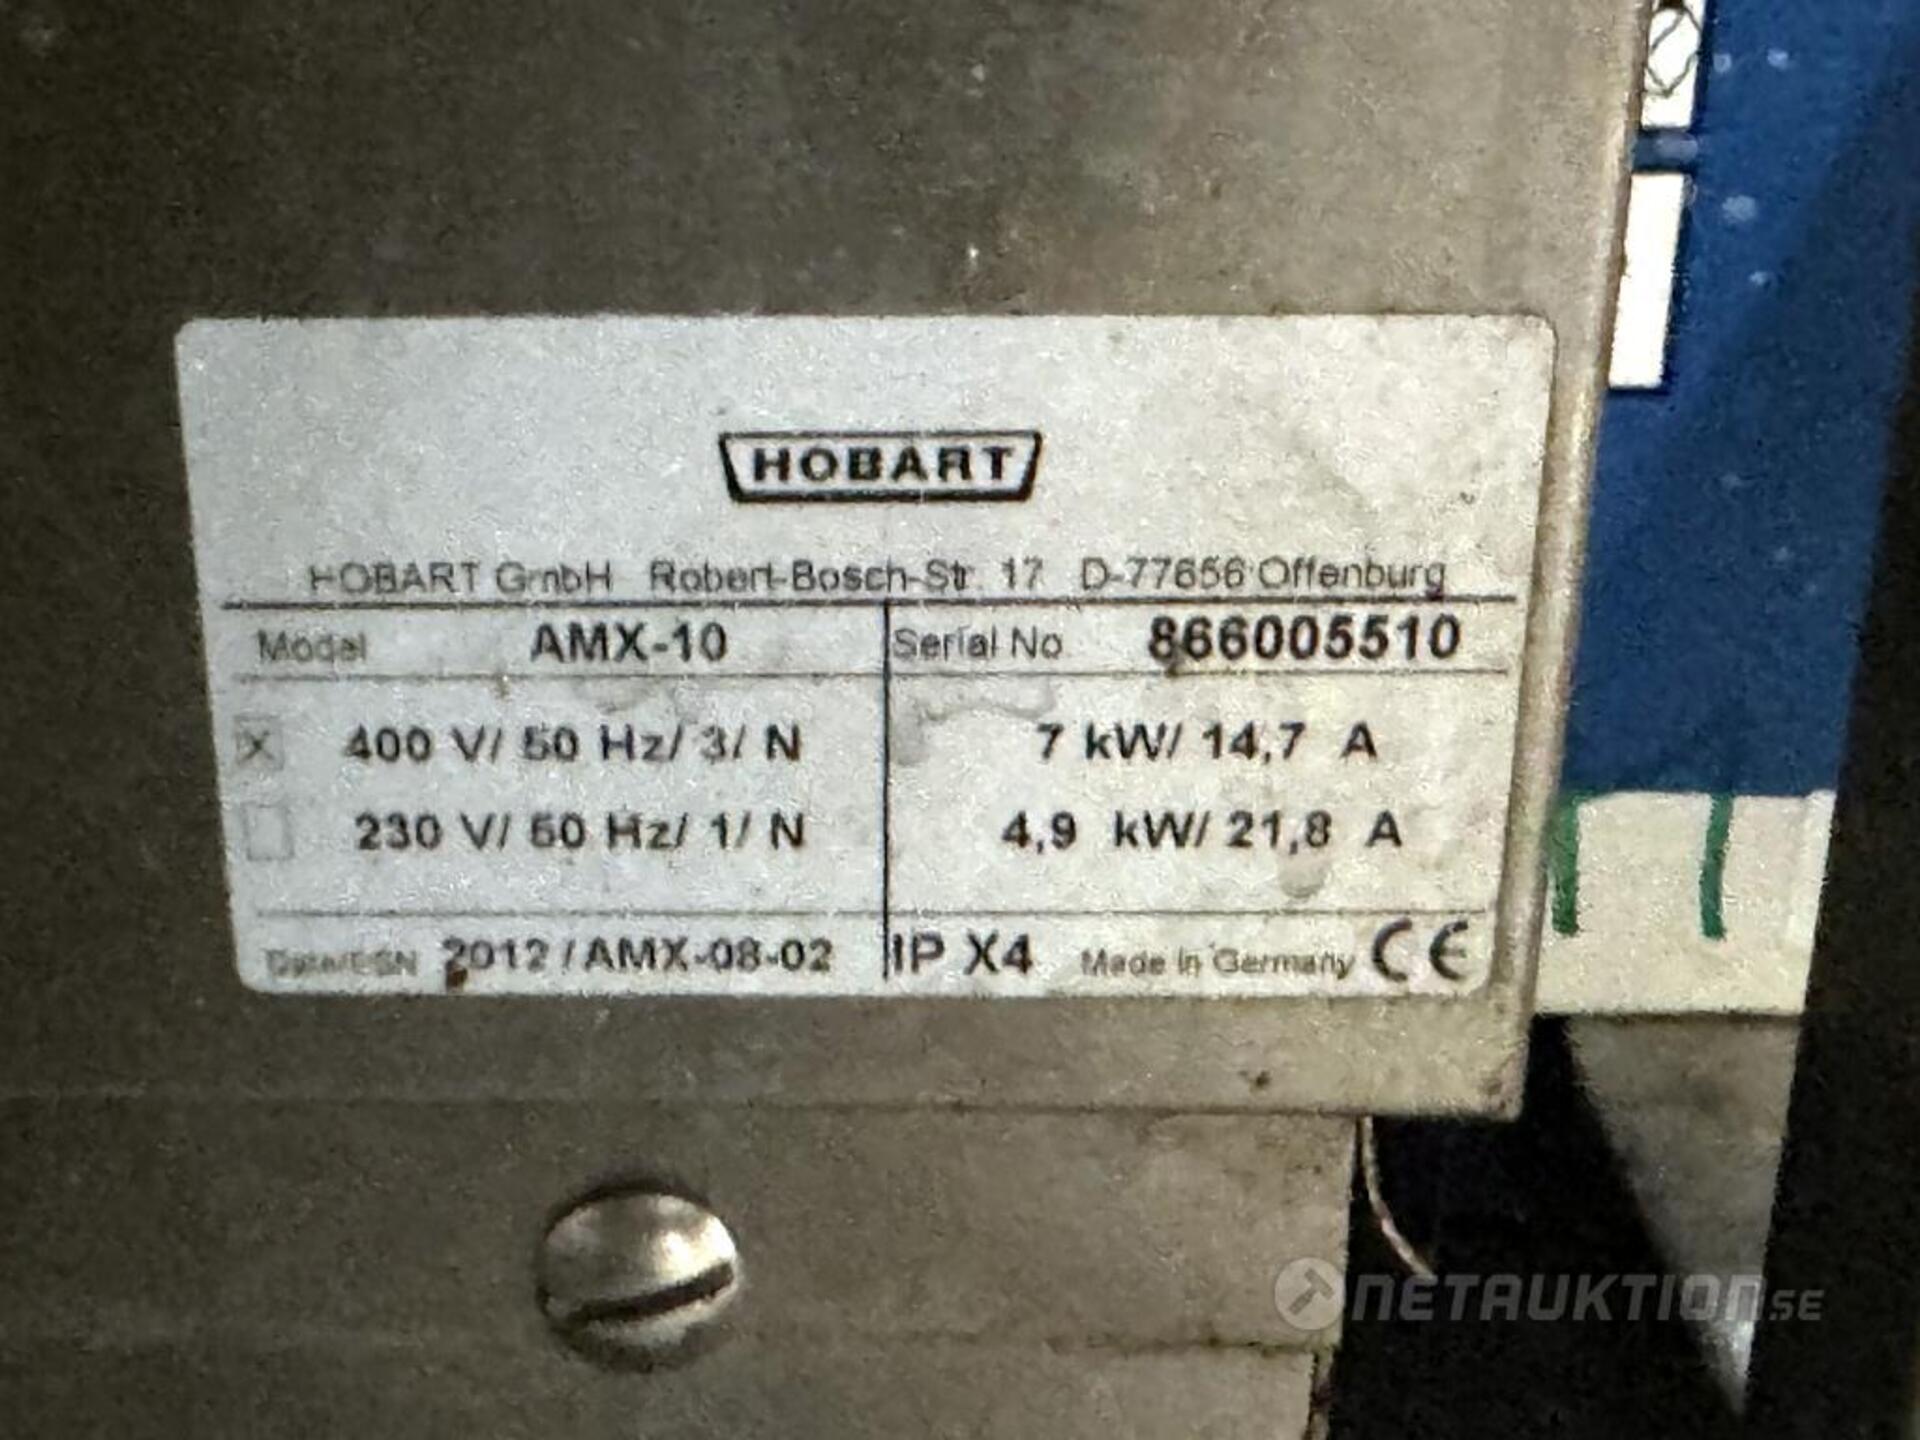 HOBART
HOBART GmbH Robert-Bosch-Str. 17 D-77656 Offenburg
Model AMX-10 Serial No 866005510
X 400 V/ 50 Hz/ 3/ N 7 kW/ 14,7 A
230 V/ 50 Hz/ 1/ N 4,9 kW/ 21,8 A
Date/ESN 2012 / AMX-08-02 IP X4 Made in Germany CE
NETAUKTION.SE